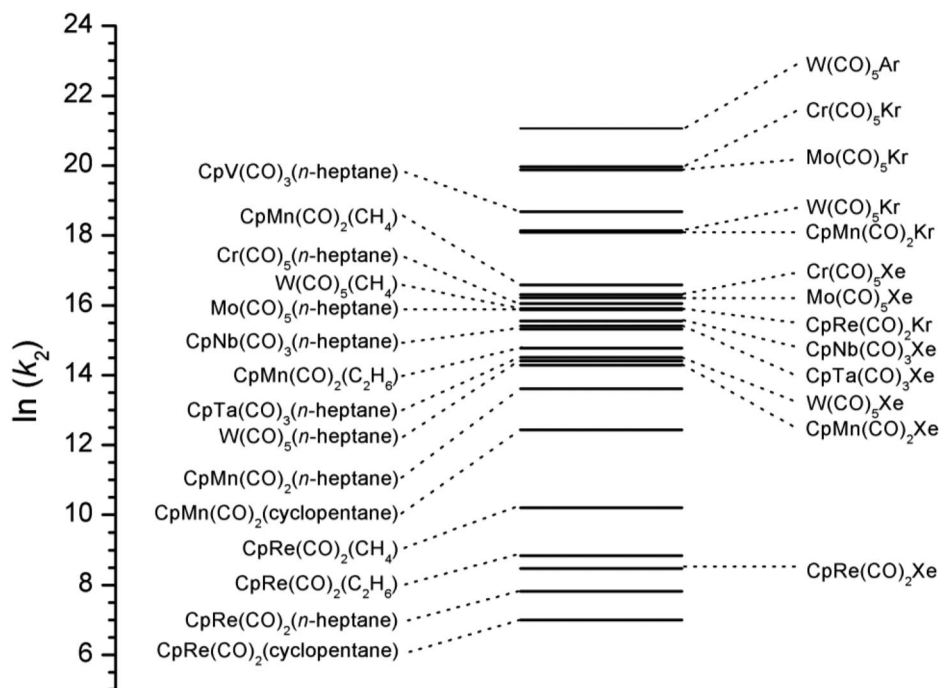 24
22
20
18
16
14
12
10
8
6
ln (k₂)
CpV(CO)₃(n-heptane)
CpMn(CO)₂(CH₄)
Cr(CO)₅(n-heptane)
W(CO)₅(CH₄)
Mo(CO)₅(n-heptane)
CpNb(CO)₃(n-heptane)
CpMn(CO)₂(C₂H₆)
CpTa(CO)₃(n-heptane)
W(CO)₅(n-heptane)
CpMn(CO)₂(n-heptane)
CpMn(CO)₂(cyclopentane)
CpRe(CO)₂(CH₄)
CpRe(CO)₂(C₂H₆)
CpRe(CO)₂(n-heptane)
CpRe(CO)₂(cyclopentane)
W(CO)₅Ar
Cr(CO)₅Kr
Mo(CO)₅Kr
W(CO)₅Kr
CpMn(CO)₂Kr
Cr(CO)₅Xe
Mo(CO)₅Xe
CpRe(CO)₂Kr
CpNb(CO)₃Xe
CpTa(CO)₃Xe
W(CO)₅Xe
CpMn(CO)₂Xe
CpRe(CO)₂Xe